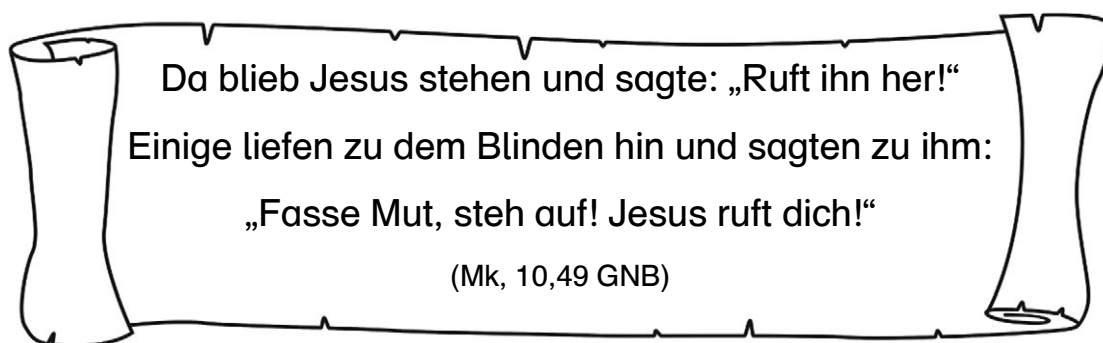 Da blieb Jesus stehen und sagte: „Ruft ihn her!“
Einige liefen zu dem Blinden hin und sagten zu ihm:
„Fasse Mut, steh auf! Jesus ruft dich!“
(Mk, 10,49 GNB)